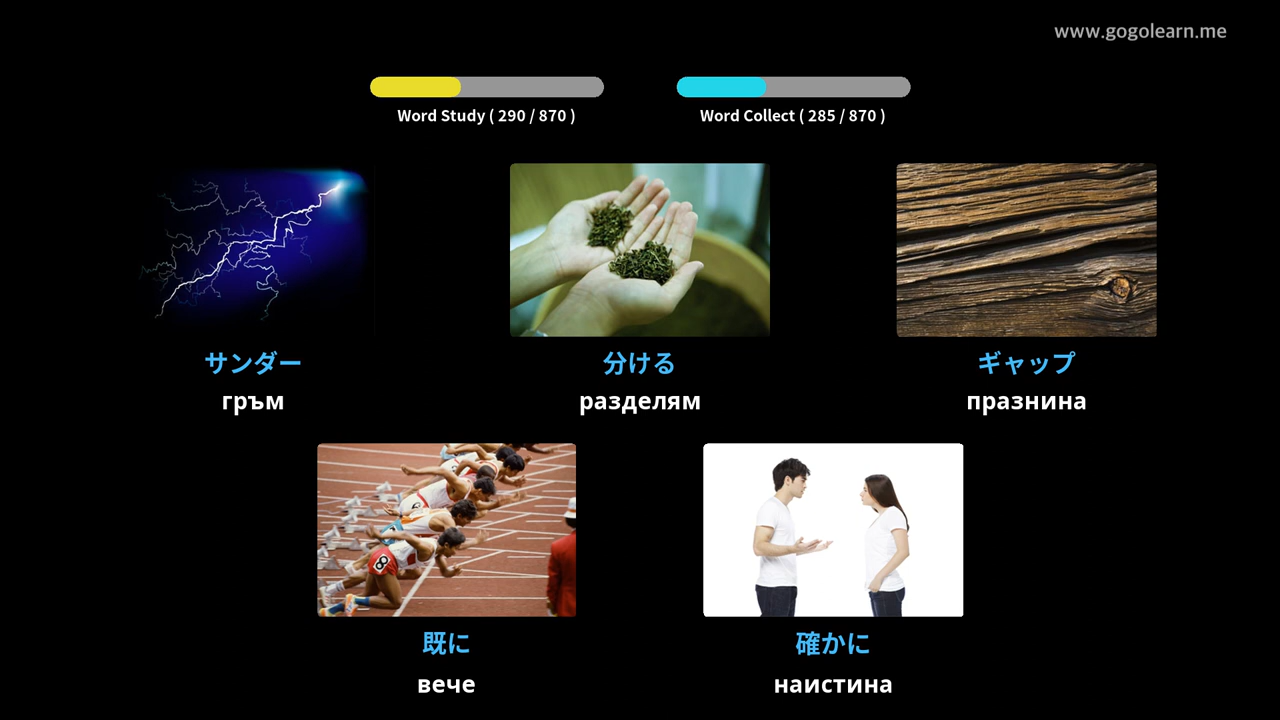 www.gogolearn.me
Word Study ( 290 / 870 )
Word Collect ( 285 / 870 )
サンダー
гръм
分ける
разделям
ギャップ
празнина
8
既に
вече
確かに
наистина